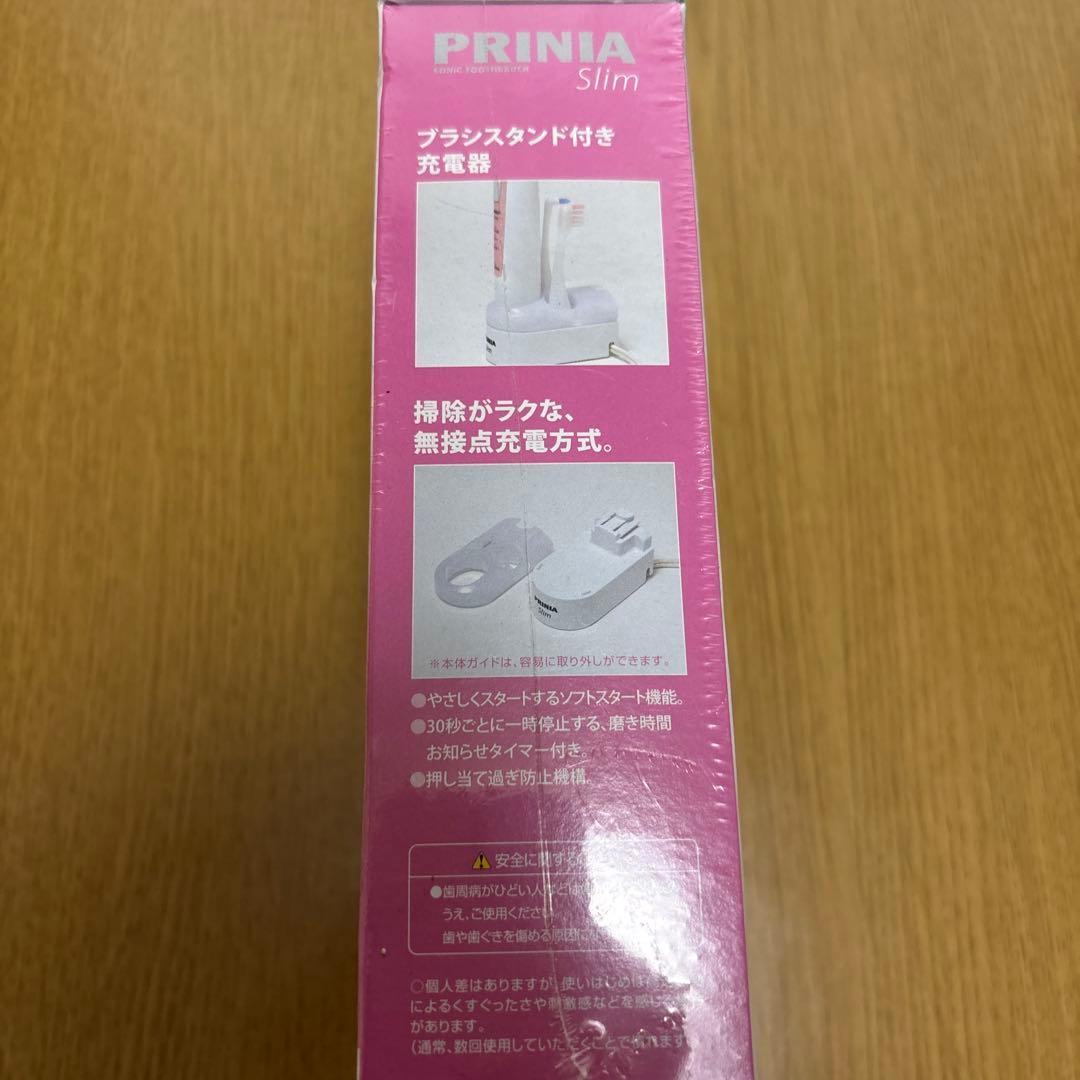 PRINIA
SONIC TOOTHBRUSH
Slim
ブラシスタンド付き
充電器
PRINIA
Slim
掃除がラクな、
無接点充電方式。
PRINIA
Slim
※本体ガイドは、容易に取り外しができます。
●やさしくスタートするソフトスタート機能。
●30秒ごとに一時停止する、磨き時間
お知らせタイマー付き。
●押し当て過ぎ防止機構。
安全に関する
●歯周病がひどい人などは
うえ、ご使用ください
歯や歯ぐきを傷める原因に
○個人差はありますが、使いはじめは
によるくすぐったさや刺激感などを感じ
があります。
(通常、数回使用していただくことで慣れます